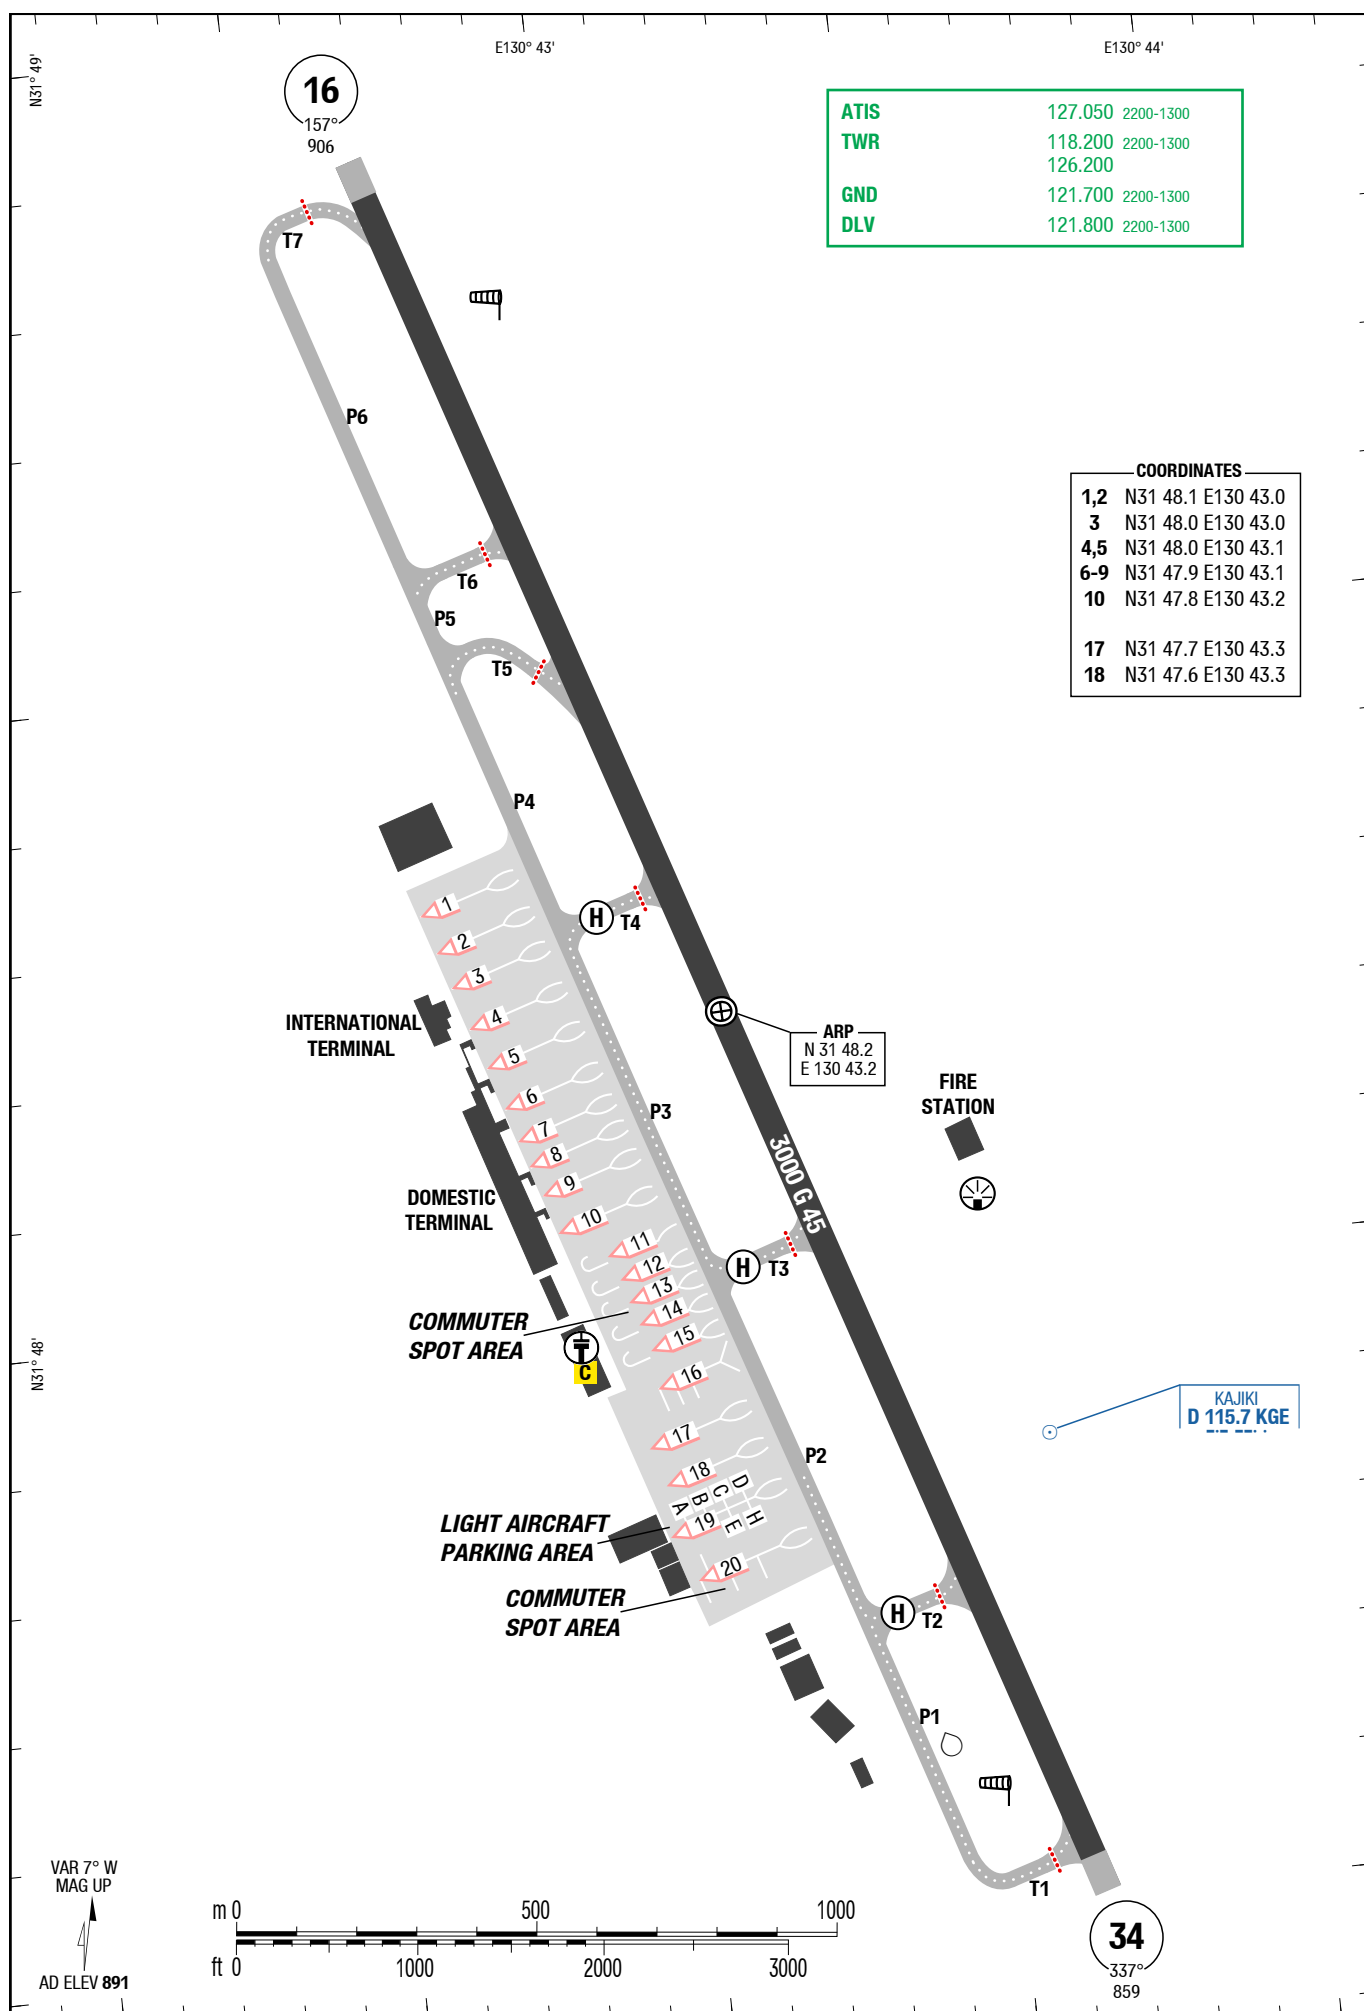 E130° 43'
E130° 44'
N31° 49'
16
157°
906
ATIS 127.050 2200-1300
TWR 118.200 2200-1300
126.200
GND 121.700 2200-1300
DLV 121.800 2200-1300
T7
P6
COORDINATES
1,2 N31 48.1 E130 43.0
3 N31 48.0 E130 43.0
4,5 N31 48.0 E130 43.1
6-9 N31 47.9 E130 43.1
10 N31 47.8 E130 43.2
17 N31 47.7 E130 43.3
18 N31 47.6 E130 43.3
T6
P5
T5
P4
1
H
T4
2
3
4
INTERNATIONAL
TERMINAL
5
ARP
N 31 48.2
E 130 43.2
6
P3
FIRE
STATION
7
8
9
3000 G 45
DOMESTIC
TERMINAL
10
11
12
H
T3
13
14
15
COMMUTER
SPOT AREA
C
16
N31° 48'
KAJIKI
D 115.7 KGE
17
P2
18
A
B
C
D
19
E
H
LIGHT AIRCRAFT
PARKING AREA
20
COMMUTER
SPOT AREA
H
T2
P1
T1
VAR 7° W
MAG UP
AD ELEV 891
m 0 500 1000
ft 0 1000 2000 3000
34
337°
859